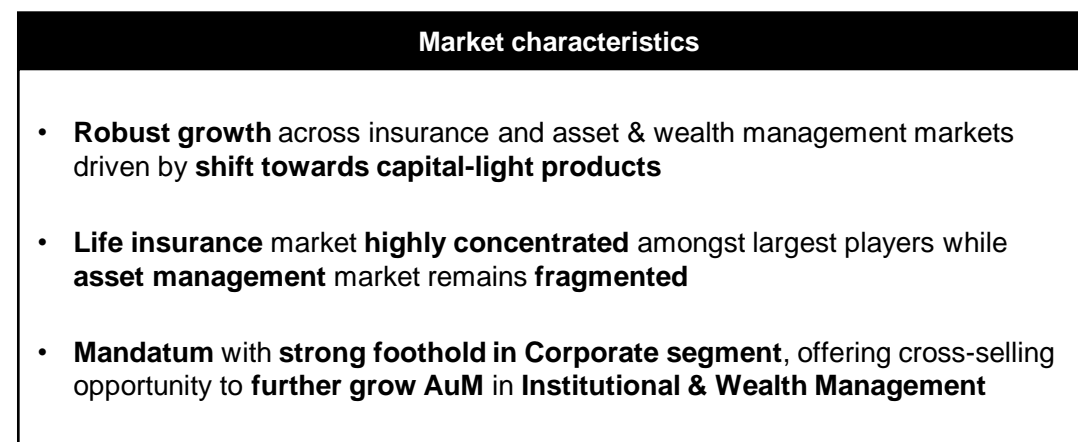 Market characteristics
• Robust growth across insurance and asset & wealth management markets
driven by shift towards capital-light products
• Life insurance market highly concentrated amongst largest players while
asset management market remains fragmented
• Mandatum with strong foothold in Corporate segment, offering cross-selling
opportunity to further grow AuM in Institutional & Wealth Management